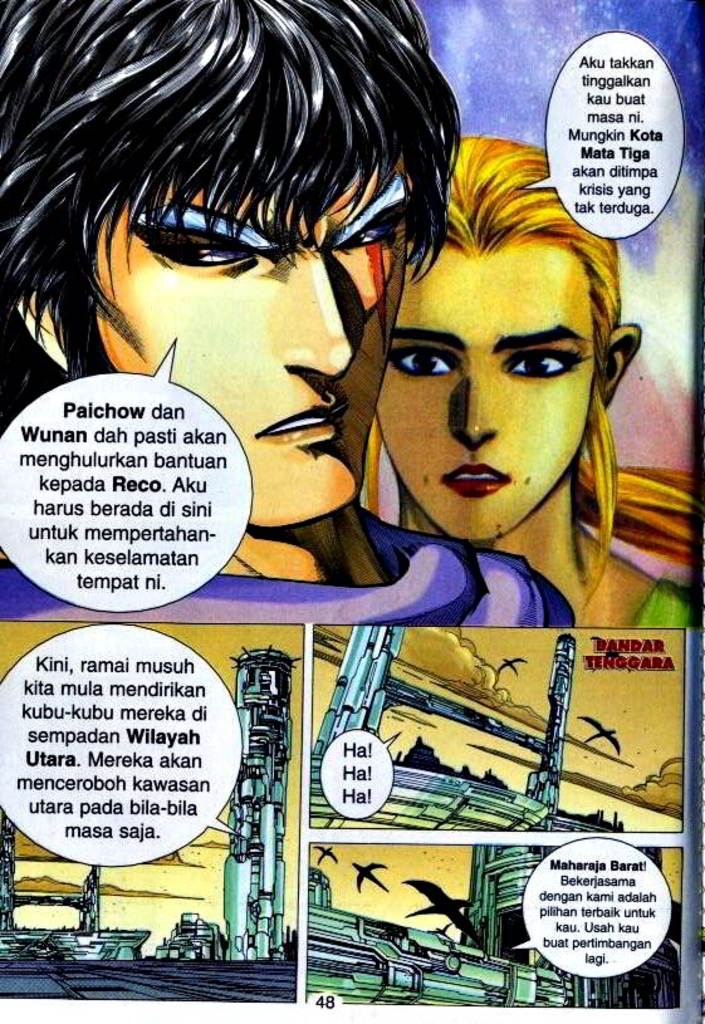 Aku takkan
tinggalkan
kau buat
masa ni.
Mungkin Kota
Mata Tiga
akan ditimpa
krisis yang
tak terduga.
Paichow dan
Wunan dah pasti akan
menghulurkan bantuan
kepada Reco. Aku
harus berada di sini
untuk mempertahan-
kan keselamatan
tempat ni.
Kini, ramai musuh
kita mula mendirikan
kubu-kubu mereka di
sempadan Wilayah
Utara. Mereka akan
menceroboh kawasan
utara pada bila-bila
masa saja.
BANDAR
TENGGARA
Ha!
Ha!
Ha!
Maharaja Barat!
Bekerjasama
dengan kami adalah
pilihan terbaik untuk
kau. Usah kau
buat pertimbangan
lagi.
48